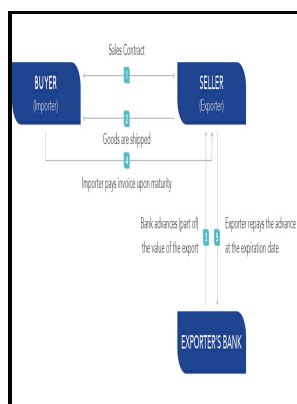 Sales Contract
BUYER
(Importer)
1
SELLER
(Exporter)
2
Goods are shipped
4
Importer pays invoice upon maturity
Bank advances (part of)
the value of the export
3
5
Exporter repays the advance
at the expiration date
EXPORTER'S BANK